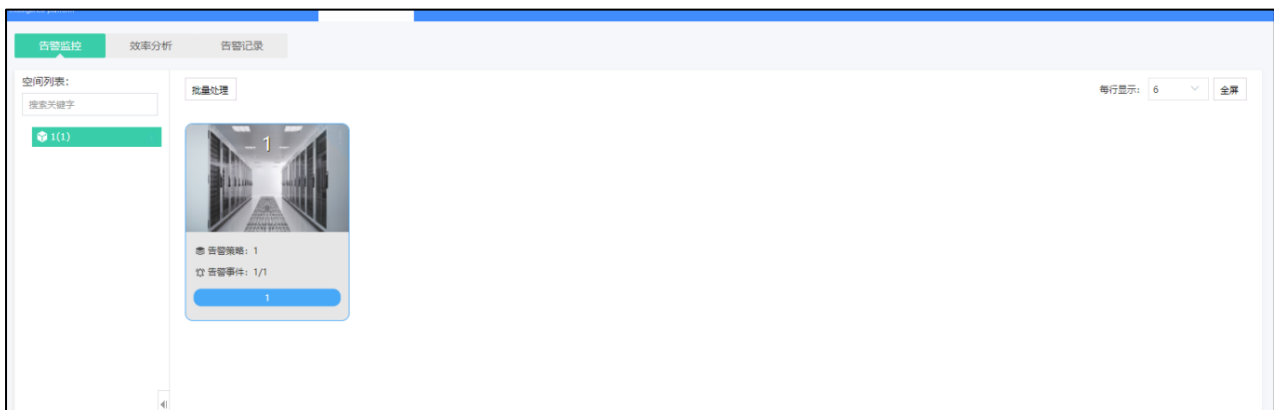 告警监控 效率分析 告警记录
空间列表:
搜索关键字
1(1)
批量处理
每行显示: 6 全屏
1
告警策略: 1
告警事件: 1/1
1